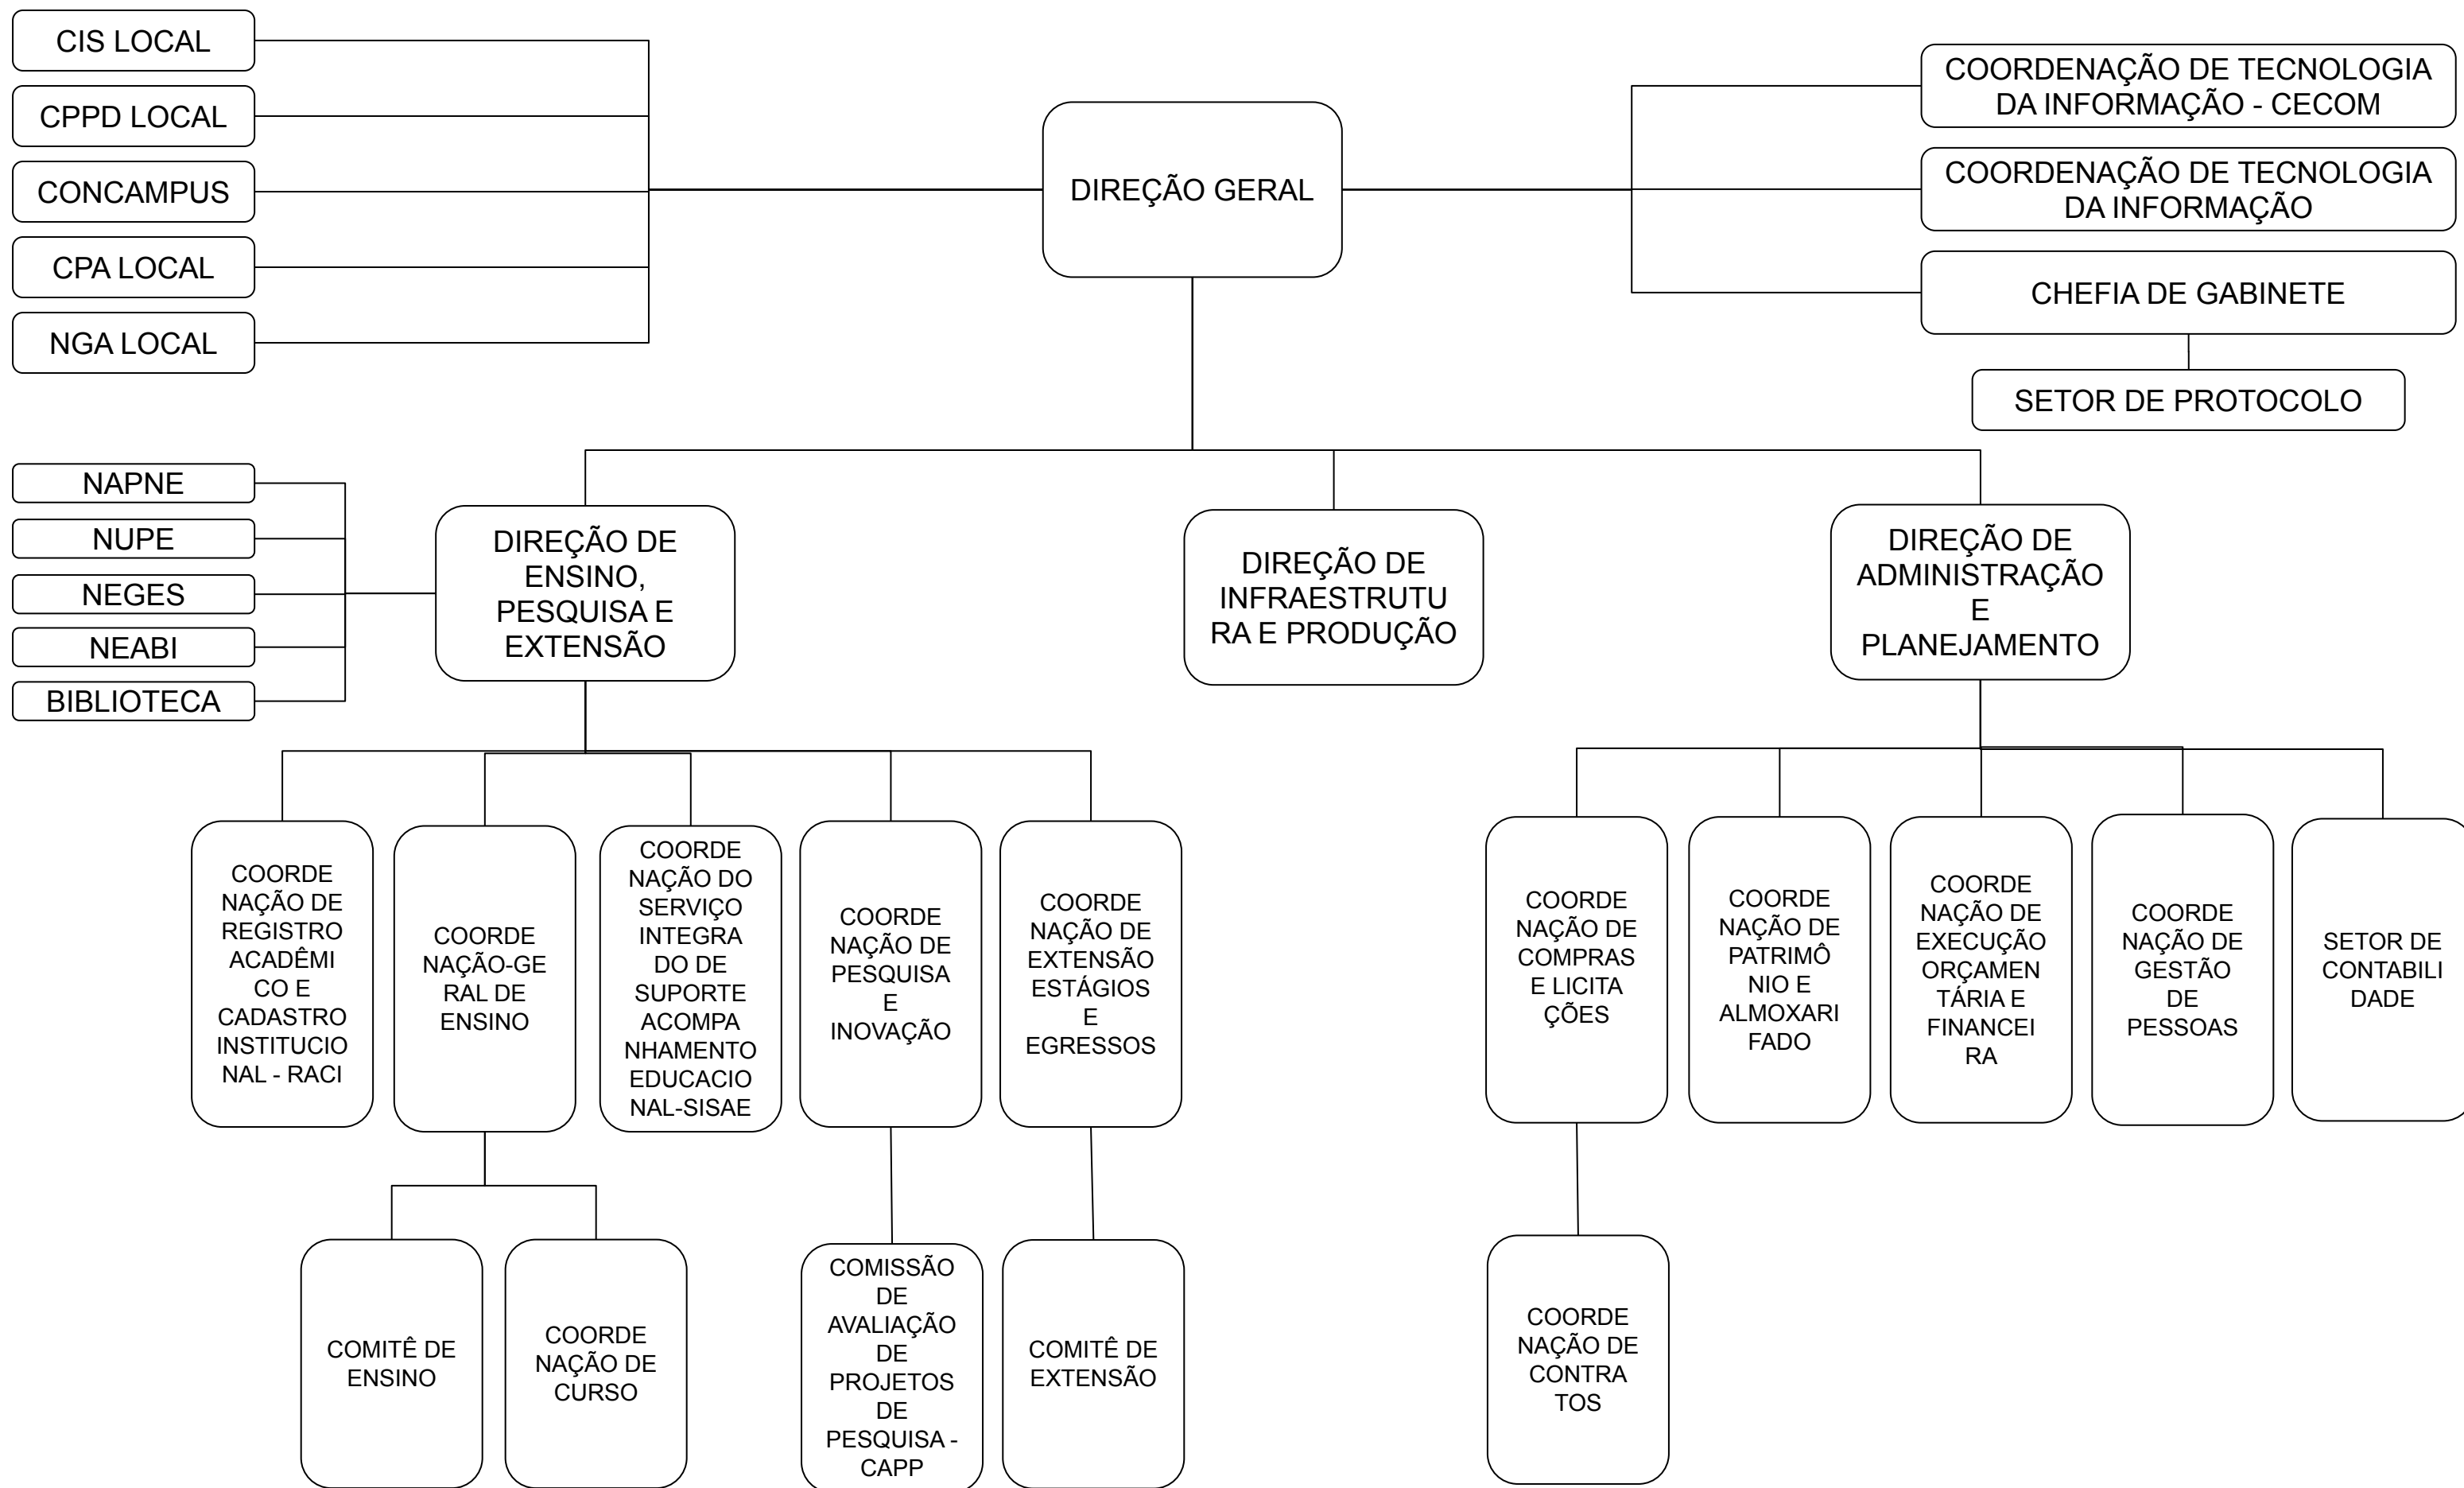 CIS LOCAL
CPPD LOCAL
CONCAMPUS
CPA LOCAL
NGA LOCAL
DIREÇÃO GERAL
COORDENAÇÃO DE TECNOLOGIA
DA INFORMAÇÃO - CECOM
COORDENAÇÃO DE TECNOLOGIA
DA INFORMAÇÃO
CHEFIA DE GABINETE
SETOR DE PROTOCOLO
NAPNE
NUPE
NEGES
NEABI
BIBLIOTECA
DIREÇÃO DE
ENSINO,
PESQUISA E
EXTENSÃO
DIREÇÃO DE
INFRAESTRUTU
RA E PRODUÇÃO
DIREÇÃO DE
ADMINISTRAÇÃO
E
PLANEJAMENTO
COORDE
NAÇÃO DE
REGISTRO
ACADÊMI
CO E
CADASTRO
INSTITUCIO
NAL - RACI
COORDE
NAÇÃO-GE
RAL DE
ENSINO
COORDE
NAÇÃO DO
SERVIÇO
INTEGRA
DO DE
SUPORTE
ACOMPA
NHAMENTO
EDUCACIO
NAL-SISAE
COORDE
NAÇÃO DE
PESQUISA
E
INOVAÇÃO
COORDE
NAÇÃO DE
EXTENSÃO
ESTÁGIOS
E
EGRESSOS
COORDE
NAÇÃO DE
COMPRAS
E LICITA
ÇÕES
COORDE
NAÇÃO DE
PATRIMÔ
NIO E
ALMOXARI
FADO
COORDE
NAÇÃO DE
EXECUÇÃO
ORÇAMEN
TÁRIA E
FINANCEI
RA
COORDE
NAÇÃO DE
GESTÃO
DE
PESSOAS
SETOR DE
CONTABILI
DADE
COMITÊ DE
ENSINO
COORDE
NAÇÃO DE
CURSO
COMISSÃO
DE
AVALIAÇÃO
DE
PROJETOS
DE
PESQUISA -
CAPP
COMITÊ DE
EXTENSÃO
COORDE
NAÇÃO DE
CONTRA
TOS